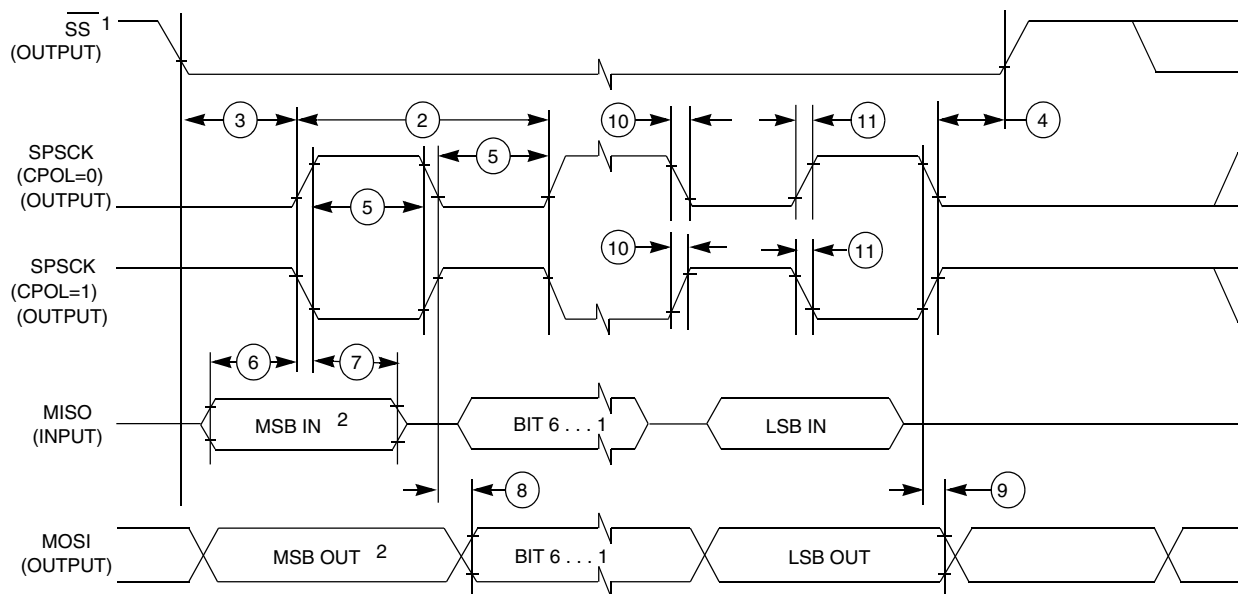 SS 1
(OUTPUT)
3
2
10
11
4
SPSCK
(CPOL=0)
(OUTPUT)
5
5
SPSCK
(CPOL=1)
(OUTPUT)
10
11
6
7
MISO
(INPUT)
MSB IN 2
BIT 6 . . . 1
LSB IN
8
9
MOSI
(OUTPUT)
MSB OUT 2
BIT 6 . . . 1
LSB OUT